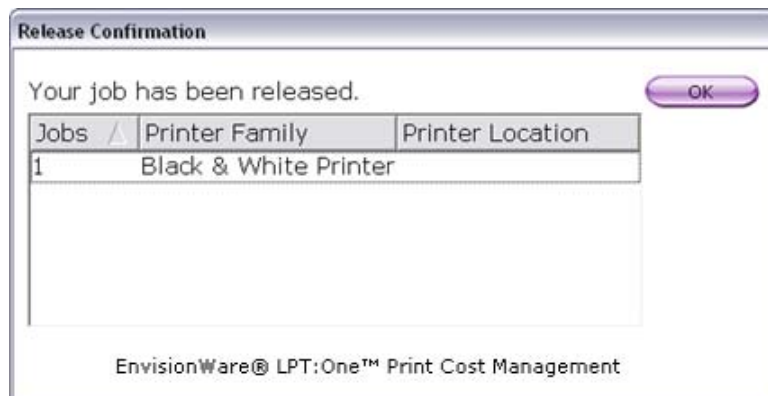 Release Confirmation
Your job has been released.
OK
Jobs Printer Family Printer Location
1 Black & White Printer
EnvisionWare® LPT:One™ Print Cost Management